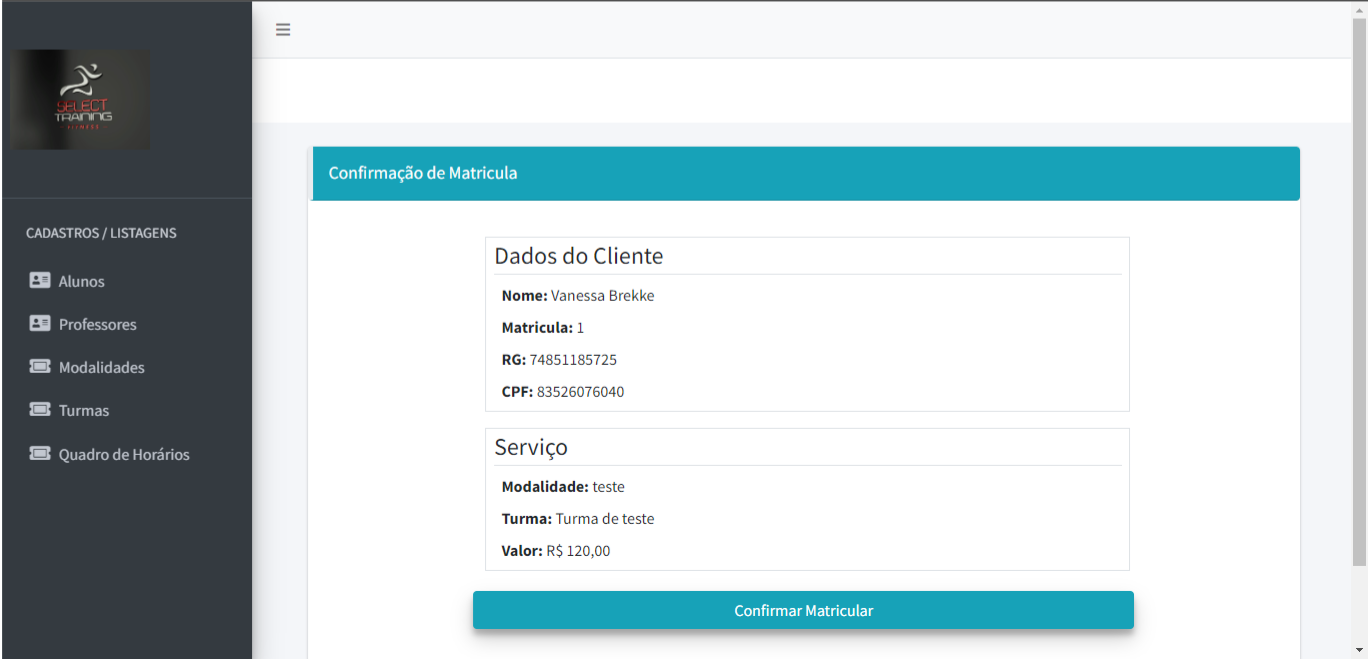 SELECT
TRAINING
FITNESS
CADASTROS / LISTAGENS
Alunos
Professores
Modalidades
Turmas
Quadro de Horários
Confirmação de Matricula
Dados do Cliente
Nome: Vanessa Brekke
Matricula: 1
RG: 74851185725
CPF: 83526076040
Serviço
Modalidade: teste
Turma: Turma de teste
Valor: R$ 120,00
Confirmar Matricular